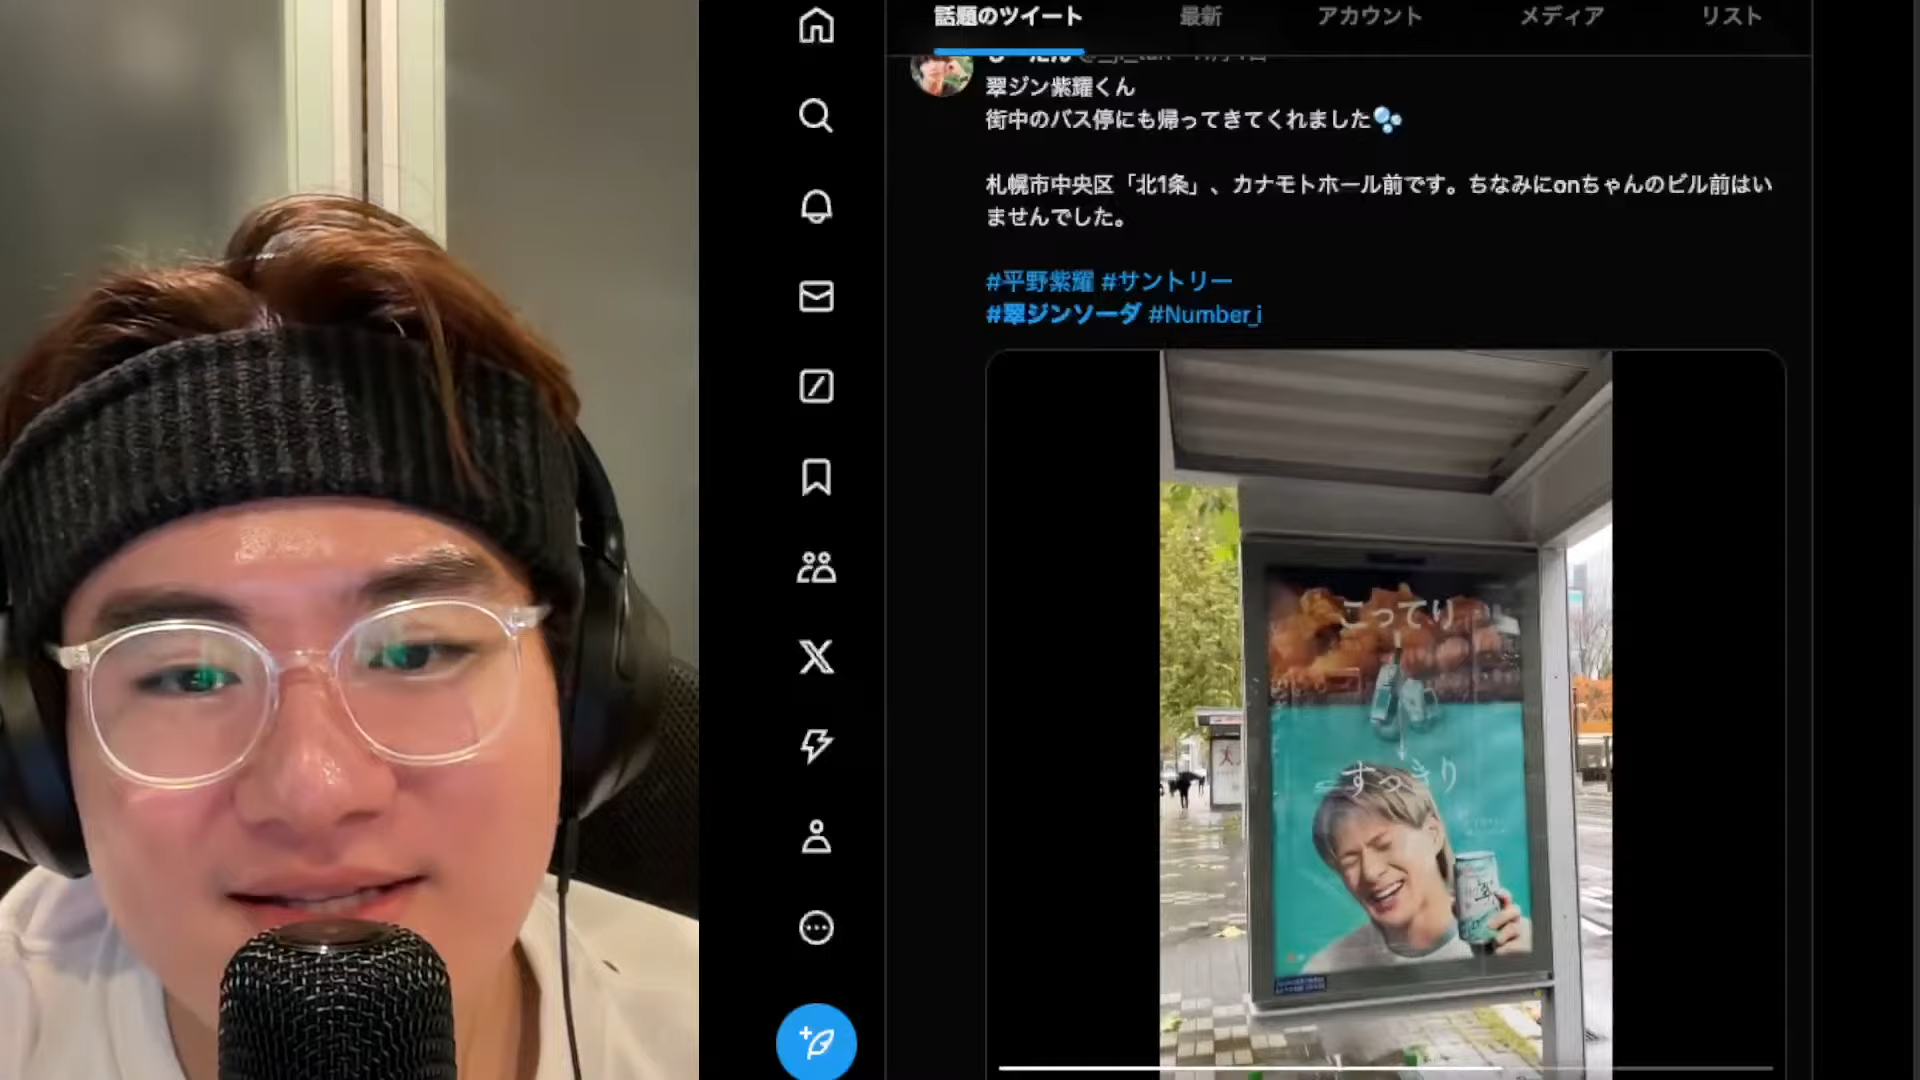 話題のツイート
最新
アカウント
メディア
リスト
翠ジン紫耀くん
街中のバス停にも帰ってきてくれました
札幌市中央区「北1条」、カナモトホール前です。ちなみにonちゃんのビル前はい
ませんでした。
#平野紫耀 #サントリー
#翠ジンソーダ #Number_i
こってり
すっきり
翠